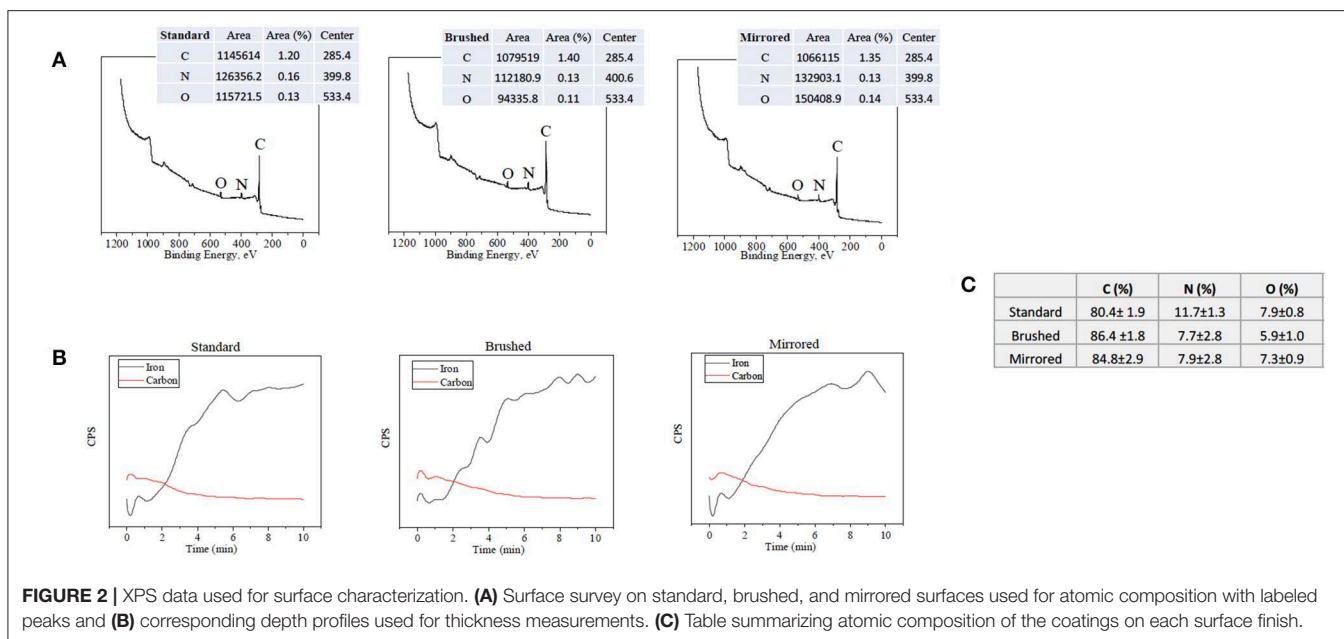 A
Standard Area Area (%) Center
C 1145614 1.20 285.4
N 126356.2 0.16 399.8
O 115721.5 0.13 533.4
C
O N
1200 1000 800 600 400 200 0
Binding Energy, eV
Brushed Area Area (%) Center
C 1079519 1.40 285.4
N 112180.9 0.13 400.6
O 94335.8 0.11 533.4
C
O N
1200 1000 800 600 400 200 0
Binding Energy, eV
Mirrored Area Area (%) Center
C 1066115 1.35 285.4
N 132903.1 0.13 399.8
O 150408.9 0.14 533.4
C
O N
1200 1000 800 600 400 200 0
Binding Energy, eV
B
Standard
Iron
Carbon
CPS
0 2 4 6 8 10
Time (min)
Brushed
Iron
Carbon
CPS
0 2 4 6 8 10
Time (min)
Mirrored
Iron
Carbon
CPS
0 2 4 6 8 10
Time (min)
C
C (%) N (%) O (%)
Standard 80.4± 1.9 11.7±1.3 7.9±0.8
Brushed 86.4 ±1.8 7.7±2.8 5.9±1.0
Mirrored 84.8±2.9 7.9±2.8 7.3±0.9
FIGURE 2 | XPS data used for surface characterization. (A) Surface survey on standard, brushed, and mirrored surfaces used for atomic composition with labeled
peaks and (B) corresponding depth profiles used for thickness measurements. (C) Table summarizing atomic composition of the coatings on each surface finish.